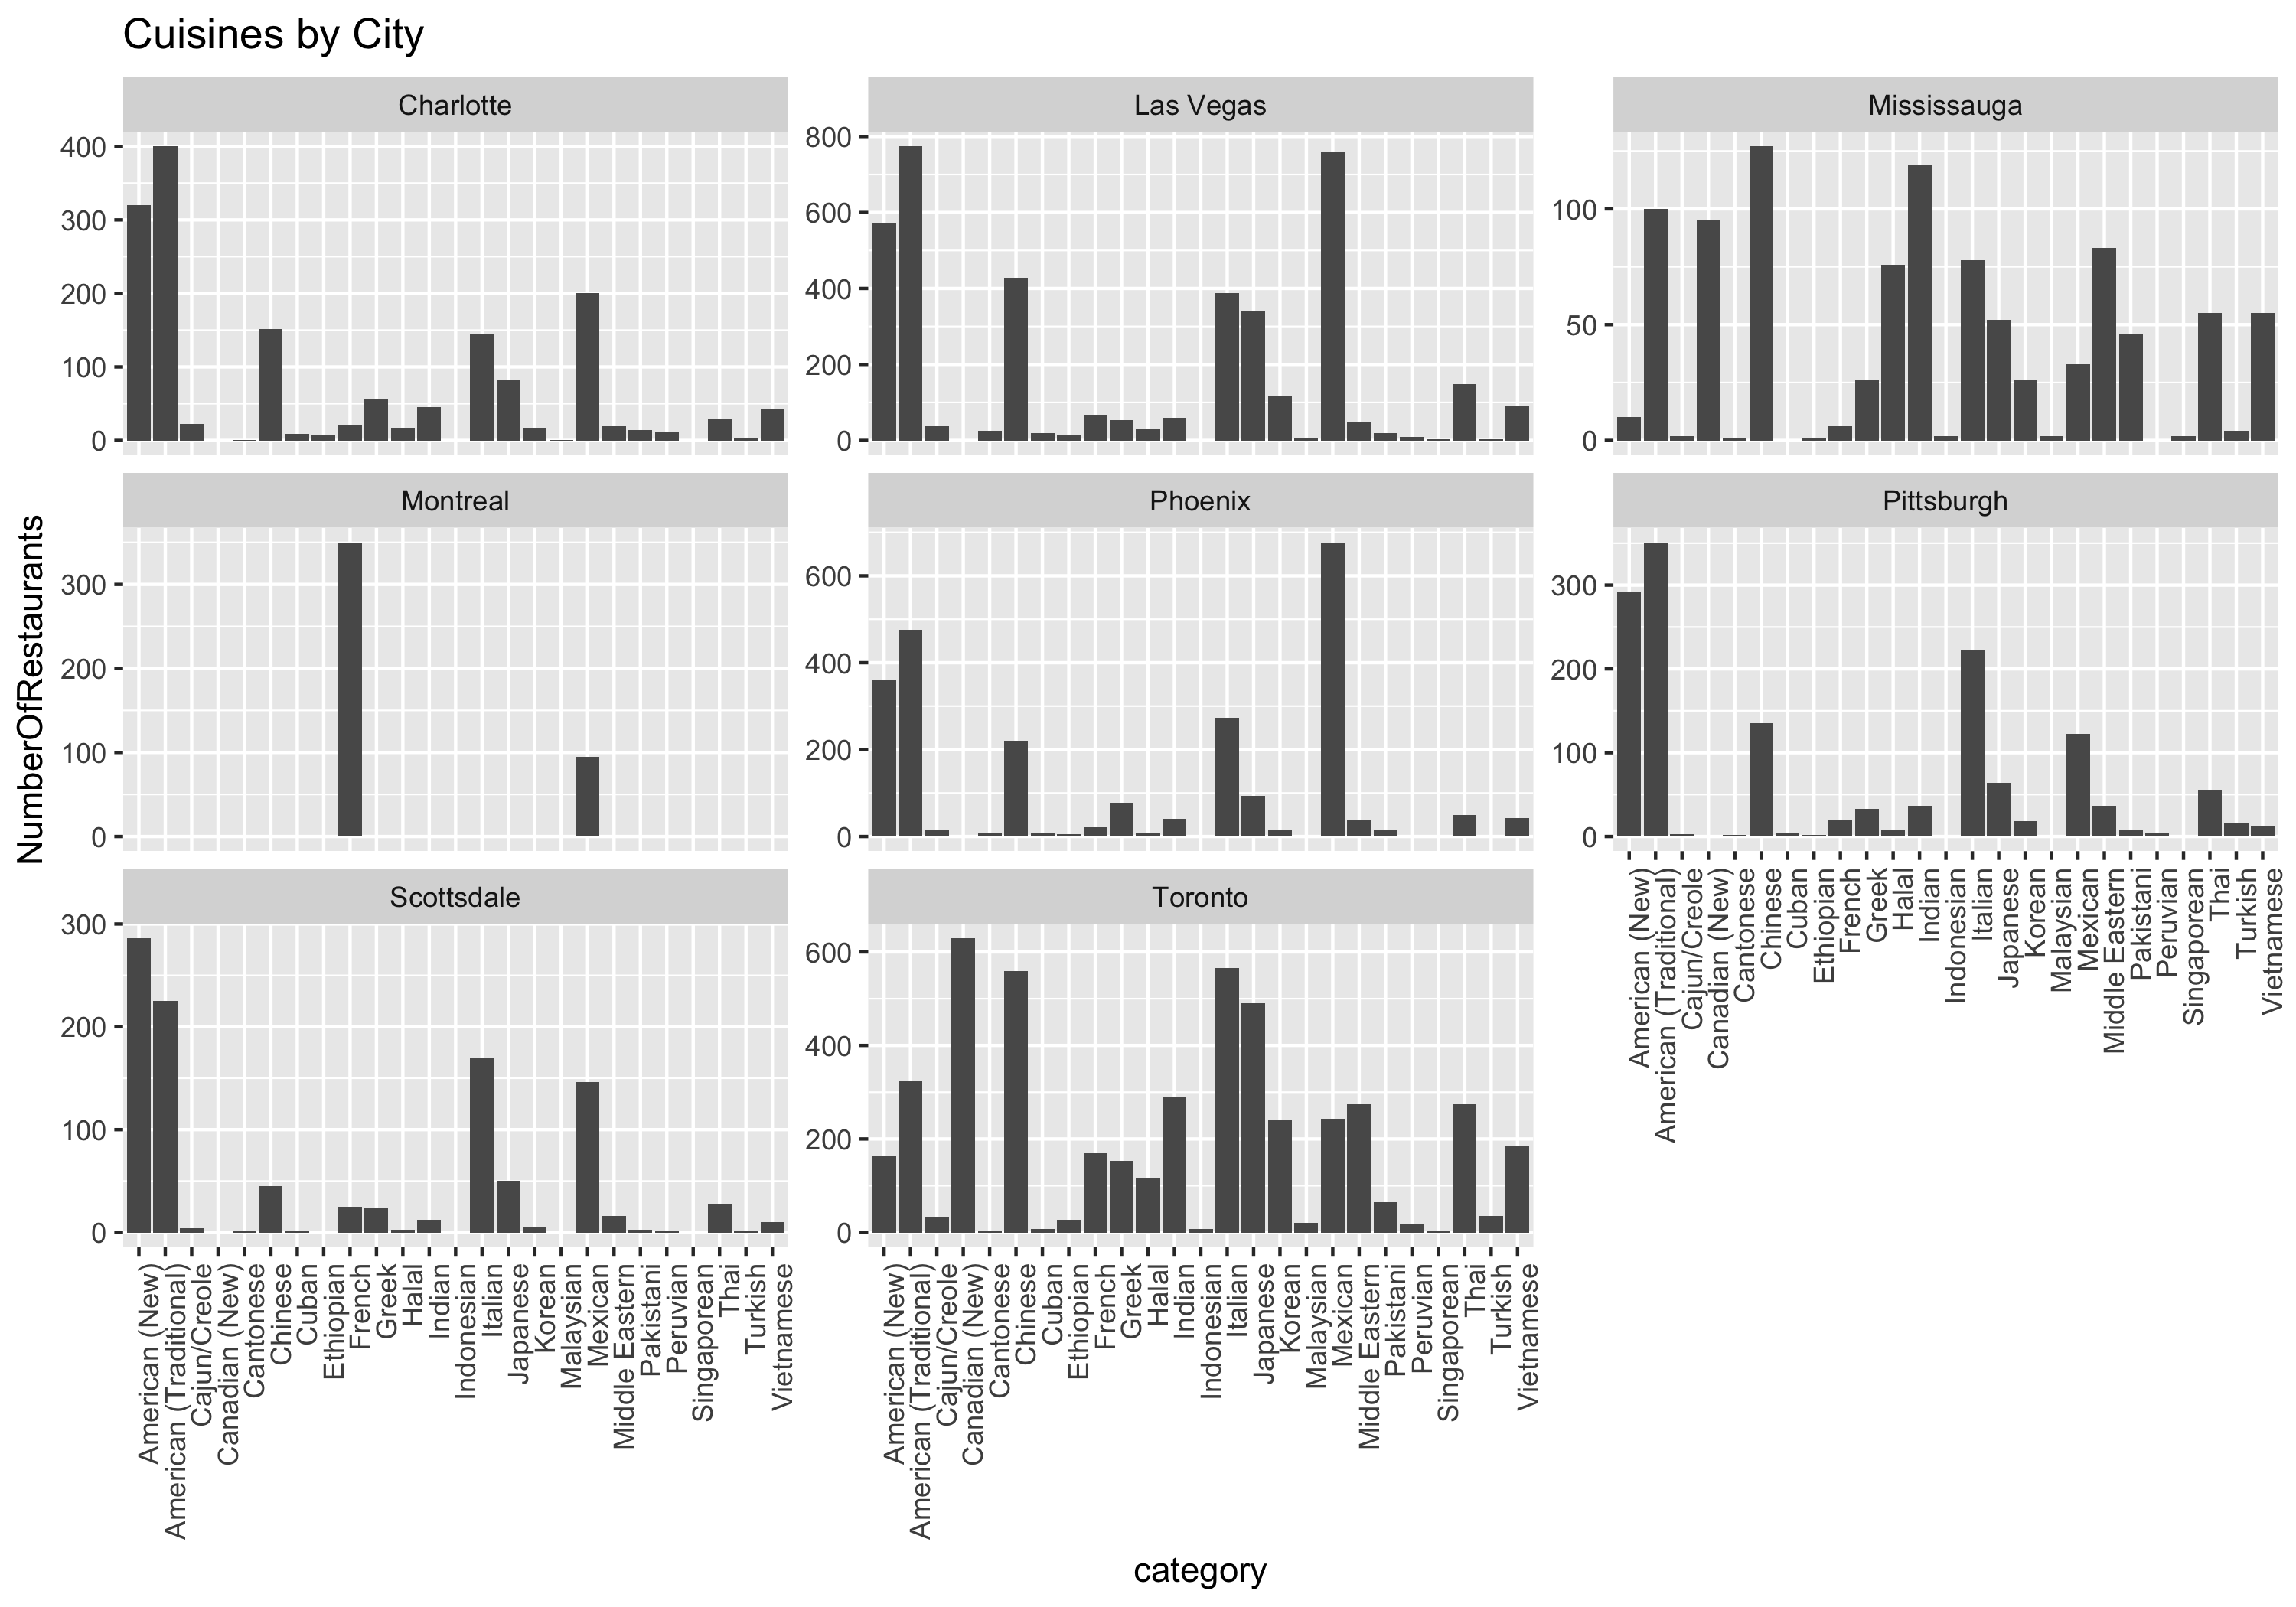 Cuisines by City
Charlotte
Las Vegas
Mississauga
400
300
200
100
0
800
600
400
200
0
100
50
0
Montreal
Phoenix
Pittsburgh
NumberOfRestaurants
300
200
100
0
600
400
200
0
300
200
100
0
American (New)
American (Traditional)
Cajun/Creole
Canadian (New)
Cantonese
Chinese
Cuban
Ethiopian
French
Greek
Halal
Indian
Indonesian
Italian
Japanese
Korean
Malaysian
Mexican
Middle Eastern
Pakistani
Peruvian
Singaporean
Thai
Turkish
Vietnamese
Scottsdale
Toronto
300
200
100
0
600
400
200
0
American (New)
American (Traditional)
Cajun/Creole
Canadian (New)
Cantonese
Chinese
Cuban
Ethiopian
French
Greek
Halal
Indian
Indonesian
Italian
Japanese
Korean
Malaysian
Mexican
Middle Eastern
Pakistani
Peruvian
Singaporean
Thai
Turkish
Vietnamese
American (New)
American (Traditional)
Cajun/Creole
Canadian (New)
Cantonese
Chinese
Cuban
Ethiopian
French
Greek
Halal
Indian
Indonesian
Italian
Japanese
Korean
Malaysian
Mexican
Middle Eastern
Pakistani
Peruvian
Singaporean
Thai
Turkish
Vietnamese
category